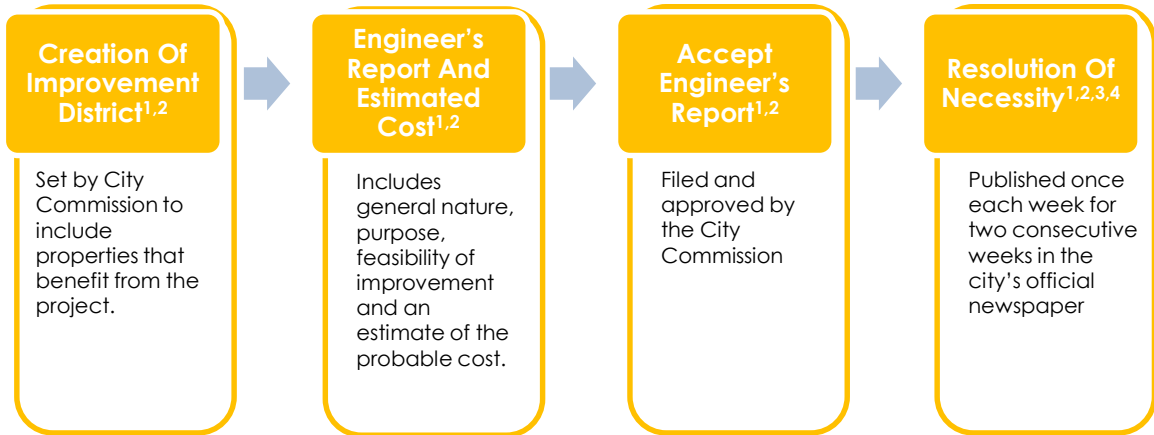 Creation Of
Improvement
District1,2
Set by City
Commission to
include
properties that
benefit from the
project.
Engineer's
Report And
Estimated
Cost1,2
Includes
general nature,
purpose,
feasibility of
improvement
and an
estimate of the
probable cost.
Accept
Engineer's
Report1,2
Filed and
approved by
the City
Commission
Resolution Of
Necessity1,2,3,4
Published once
each week for
two consecutive
weeks in the
city's official
newspaper